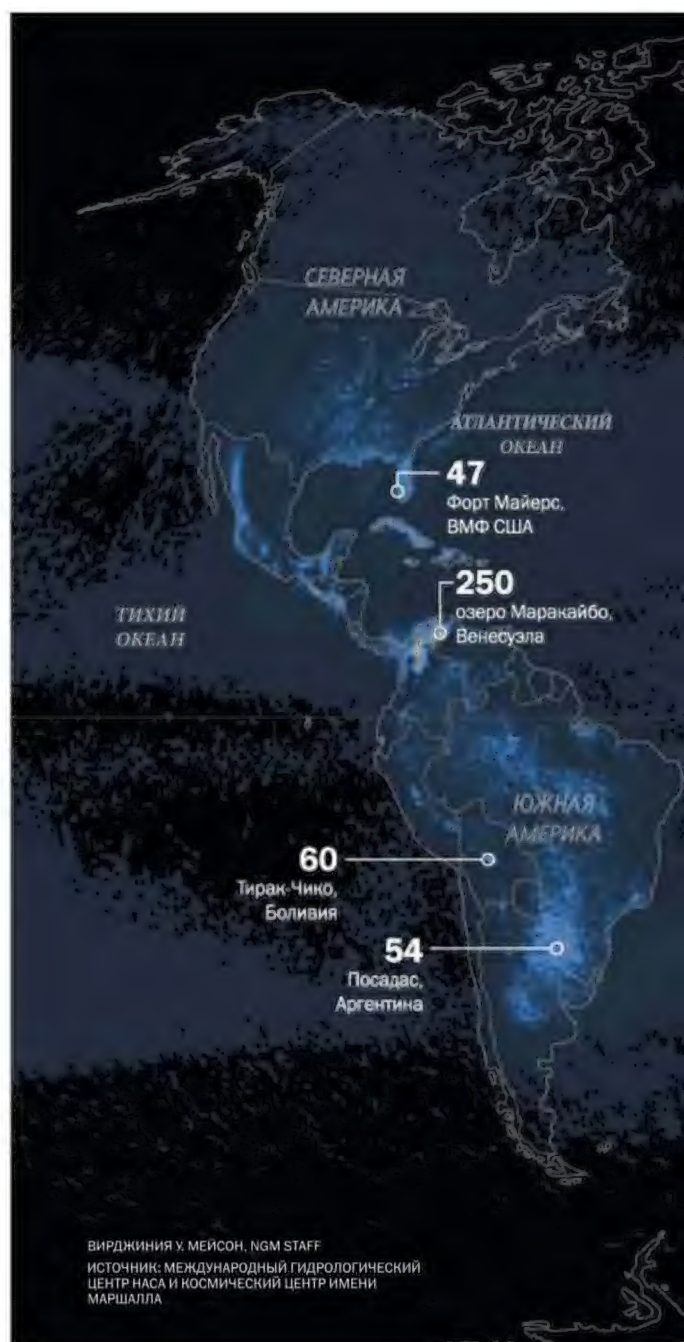 СЕВЕРНАЯ
АМЕРИКА
АТЛАНТИЧЕСКИЙ
ОКЕАН
47
Форт Майерс,
ВМФ США
250
озеро Маракайбо,
Венесуэла
ТИХИЙ
ОКЕАН
ЮЖНАЯ
АМЕРИКА
60
Тирак-Чико,
Боливия
54
Посадас,
Аргентина
ВИРДЖИНИЯ У. МЕЙСОН, NGM STAFF
ИСТОЧНИК: МЕЖДУНАРОДНЫЙ ГИДРОЛОГИЧЕСКИЙ
ЦЕНТР НАСА И КОСМИЧЕСКИЙ ЦЕНТР ИМЕНИ
МАРШАЛЛА